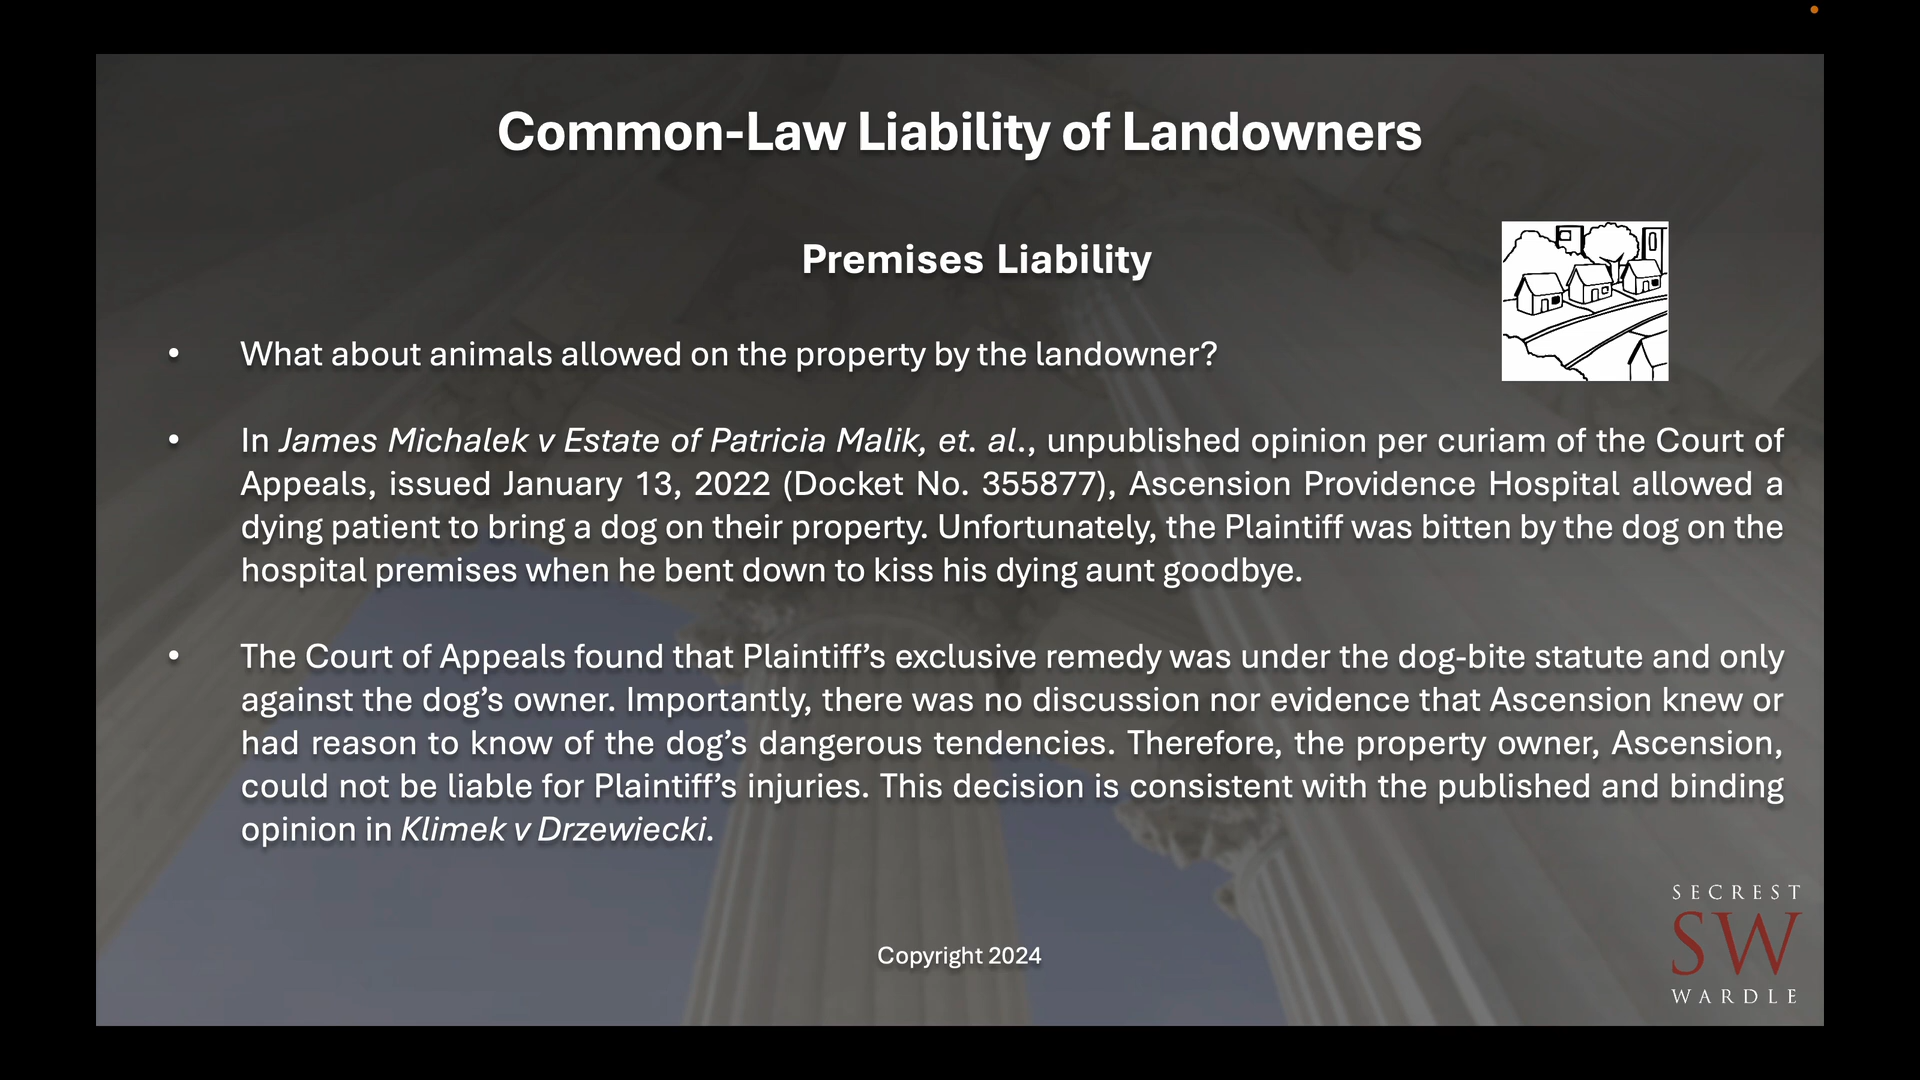 Common-Law Liability of Landowners
Premises Liability
• What about animals allowed on the property by the landowner?
• In James Michalek v Estate of Patricia Malik, et. al., unpublished opinion per curiam of the Court of
Appeals, issued January 13, 2022 (Docket No. 355877), Ascension Providence Hospital allowed a
dying patient to bring a dog on their property. Unfortunately, the Plaintiff was bitten by the dog on the
hospital premises when he bent down to kiss his dying aunt goodbye.
• The Court of Appeals found that Plaintiff’s exclusive remedy was under the dog-bite statute and only
against the dog’s owner. Importantly, there was no discussion nor evidence that Ascension knew or
had reason to know of the dog’s dangerous tendencies. Therefore, the property owner, Ascension,
could not be liable for Plaintiff’s injuries. This decision is consistent with the published and binding
opinion in Klimek v Drzewiecki.
Copyright 2024
SECREST
SW
WARDLE